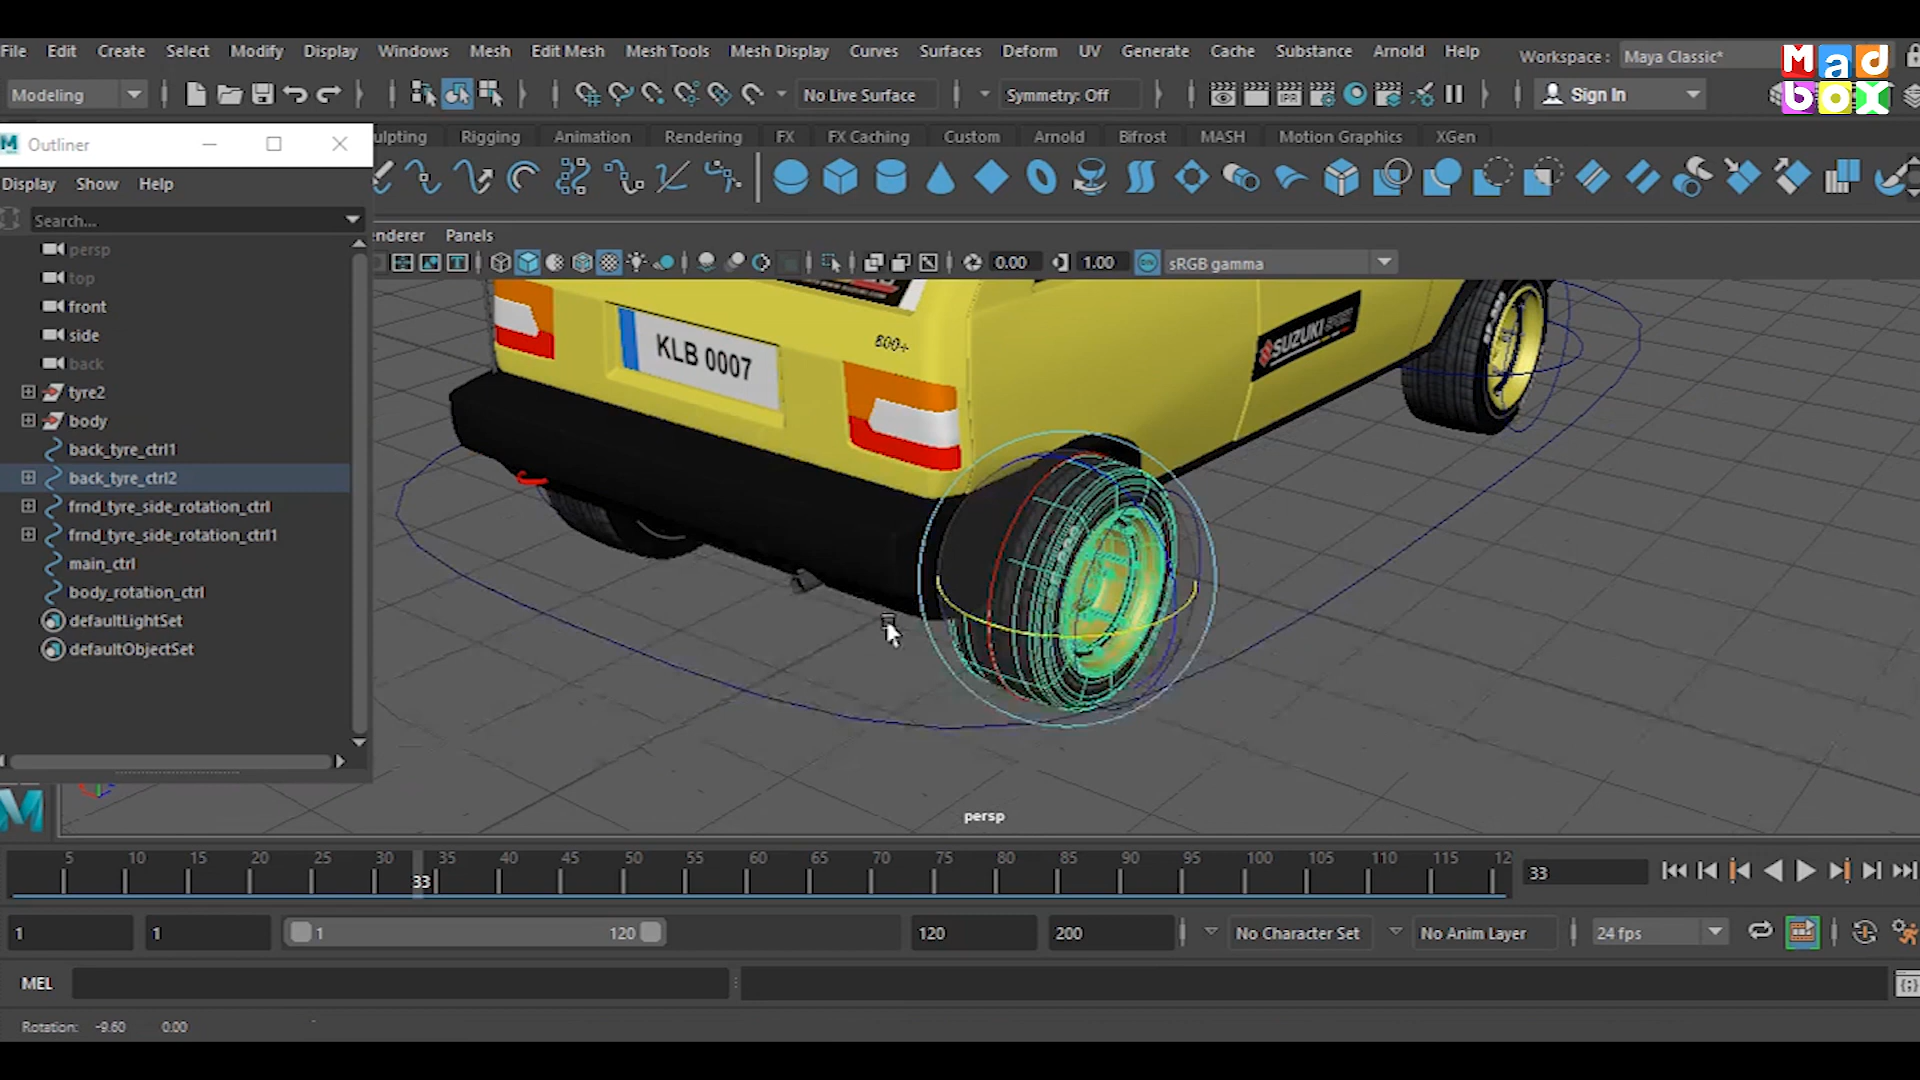 File Edit Create Select Modify Display Windows Mesh Edit Mesh Mesh Tools Mesh Display Curves Surfaces Deform UV Generate Cache Substance Arnold Help Workspace : Maya Classic*
Mad box
Modeling No Live Surface Symmetry: Off Sign In
Outliner
ulpting Rigging Animation Rendering FX FX Caching Custom Arnold Bifrost MASH Motion Graphics XGen
Display Show Help
Search...
enderer Panels
0.00 1.00 ON sRGB gamma
persp
top
front
side
back
tyre2
body
back_tyre_ctrl1
back_tyre_ctrl2
frnd_tyre_side_rotation_ctrl
frnd_tyre_side_rotation_ctrl1
main_ctrl
body_rotation_ctrl
defaultLightSet
defaultObjectSet
KLB 0007
800+
SUZUKI SPORT
persp
5 10 15 20 25 30 35 40 45 50 55 60 65 70 75 80 85 90 95 100 105 110 115 12
33
33
1 1 1 120 120 200 No Character Set No Anim Layer 24 fps
MEL
Rotation: -9.60 0.00